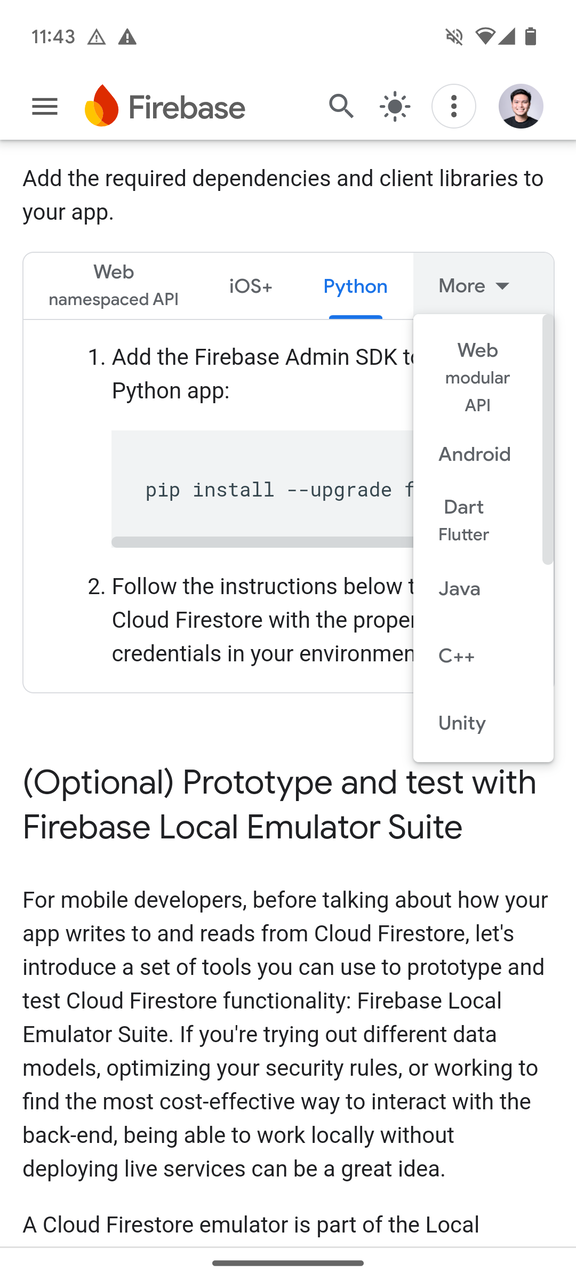 11:43
Firebase
Add the required dependencies and client libraries to
your app.
Web
namespaced API
iOS+
Python
More
1. Add the Firebase Admin SDK
Python app:
pip install --upgrade
2. Follow the instructions below
Cloud Firestore with the
credentials in your
Web
modular
API
Android
Dart
Flutter
Java
C++
Unity
(Optional) Prototype and test with
Firebase Local Emulator Suite
For mobile developers, before talking about how your
app writes to and reads from Cloud Firestore, let's
introduce a set of tools you can use to prototype and
test Cloud Firestore functionality: Firebase Local
Emulator Suite. If you're trying out different data
models, optimizing your security rules, or working to
find the most cost-effective way to interact with the
back-end, being able to work locally without
deploying live services can be a great idea.
A Cloud Firestore emulator is part of the Local